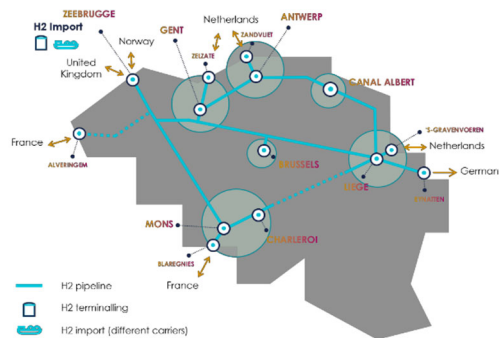 ZEEBRUGGE
H2 Import
Norway
United
Kingdom
GENT
Netherlands
ZANDVLIET
ZELZATE
ANTWERP
CANAL ALBERT
'S-GRAVENVOEREN
Netherlands
German
France
ALVERINGEM
BRUSSELS
LIEGE
MONS
CHARLEROI
BLAREGNIES
France
H2 pipeline
H2 terminalling
H2 import (different carriers)